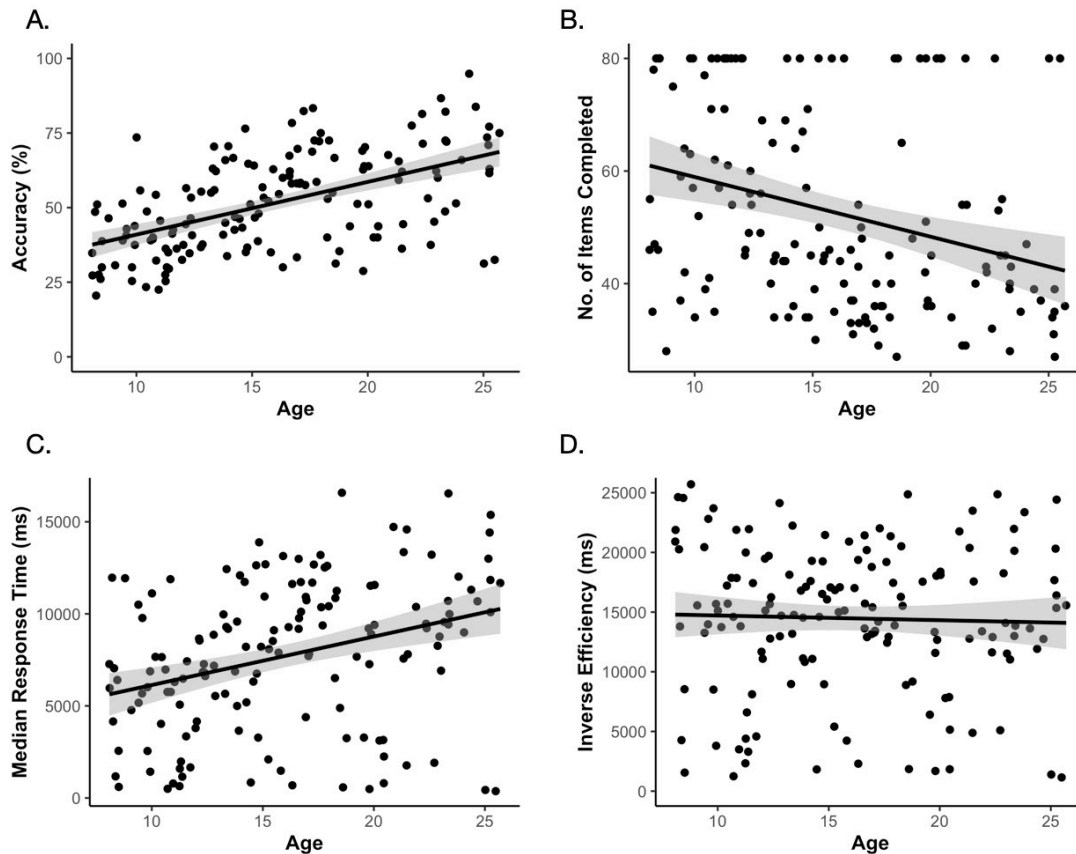 A.
Accuracy (%)
100
75
50
25
0
10 15 20 25
Age
B.
No. of Items Completed
80
60
40
10 15 20 25
Age
C.
Median Response Time (ms)
15000
10000
5000
0
10 15 20 25
Age
D.
Inverse Efficiency (ms)
25000
20000
15000
10000
5000
0
10 15 20 25
Age